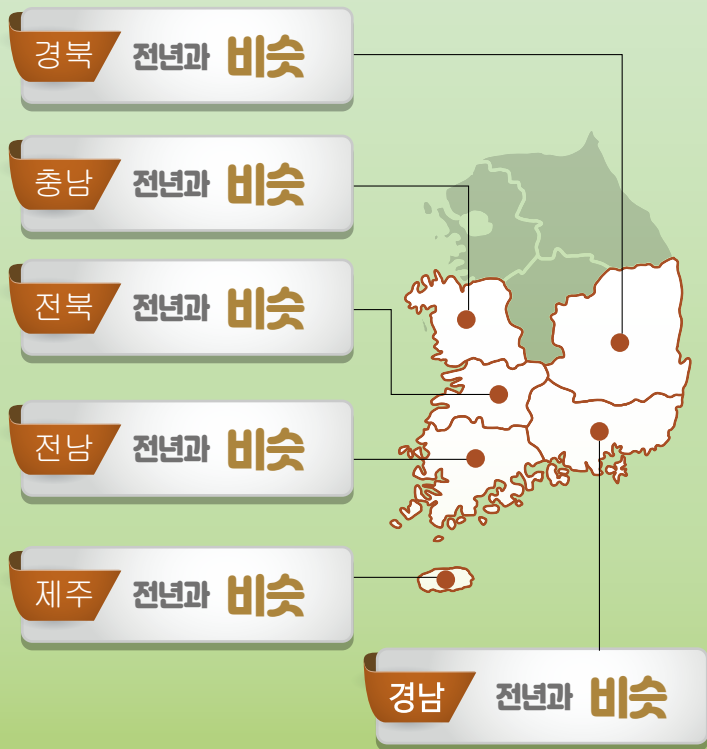 경북 전년과 비슷
충남 전년과 비슷
전북 전년과 비슷
전남 전년과 비슷
제주 전년과 비슷
경남 전년과 비슷